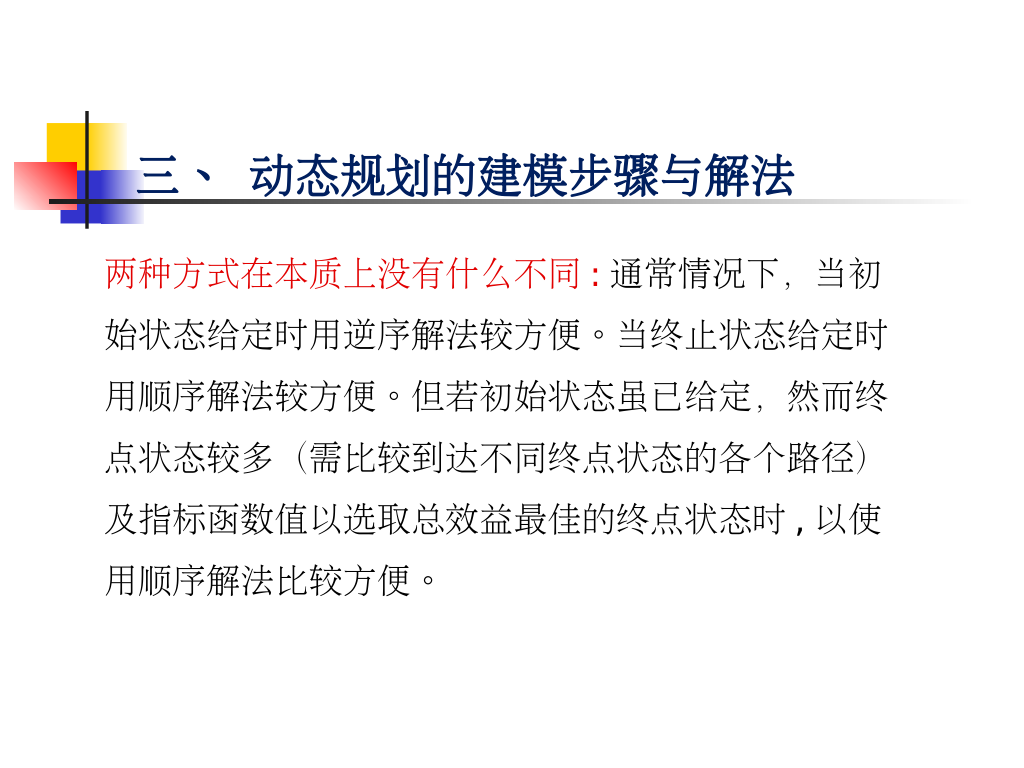 三、 动态规划的建模步骤与解法
两种方式在本质上没有什么不同:通常情况下，当初
始状态给定时用逆序解法较方便。当终止状态给定时
用顺序解法较方便。但若初始状态虽已给定，然而终
点状态较多（需比较到达不同终点状态的各个路径）
及指标函数值以选取总效益最佳的终点状态时,以使
用顺序解法比较方便。